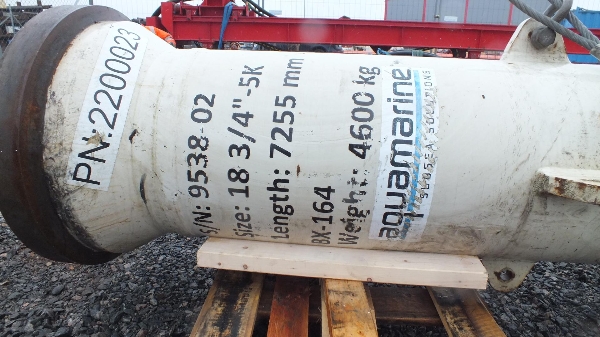 PN:2200023
S/N: 9538-02
Size: 18 3/4"-5K
Length: 7255 mm
BX-164
Weight: 4600 kg
aquamarine
SUBSEA SOLUTIONS